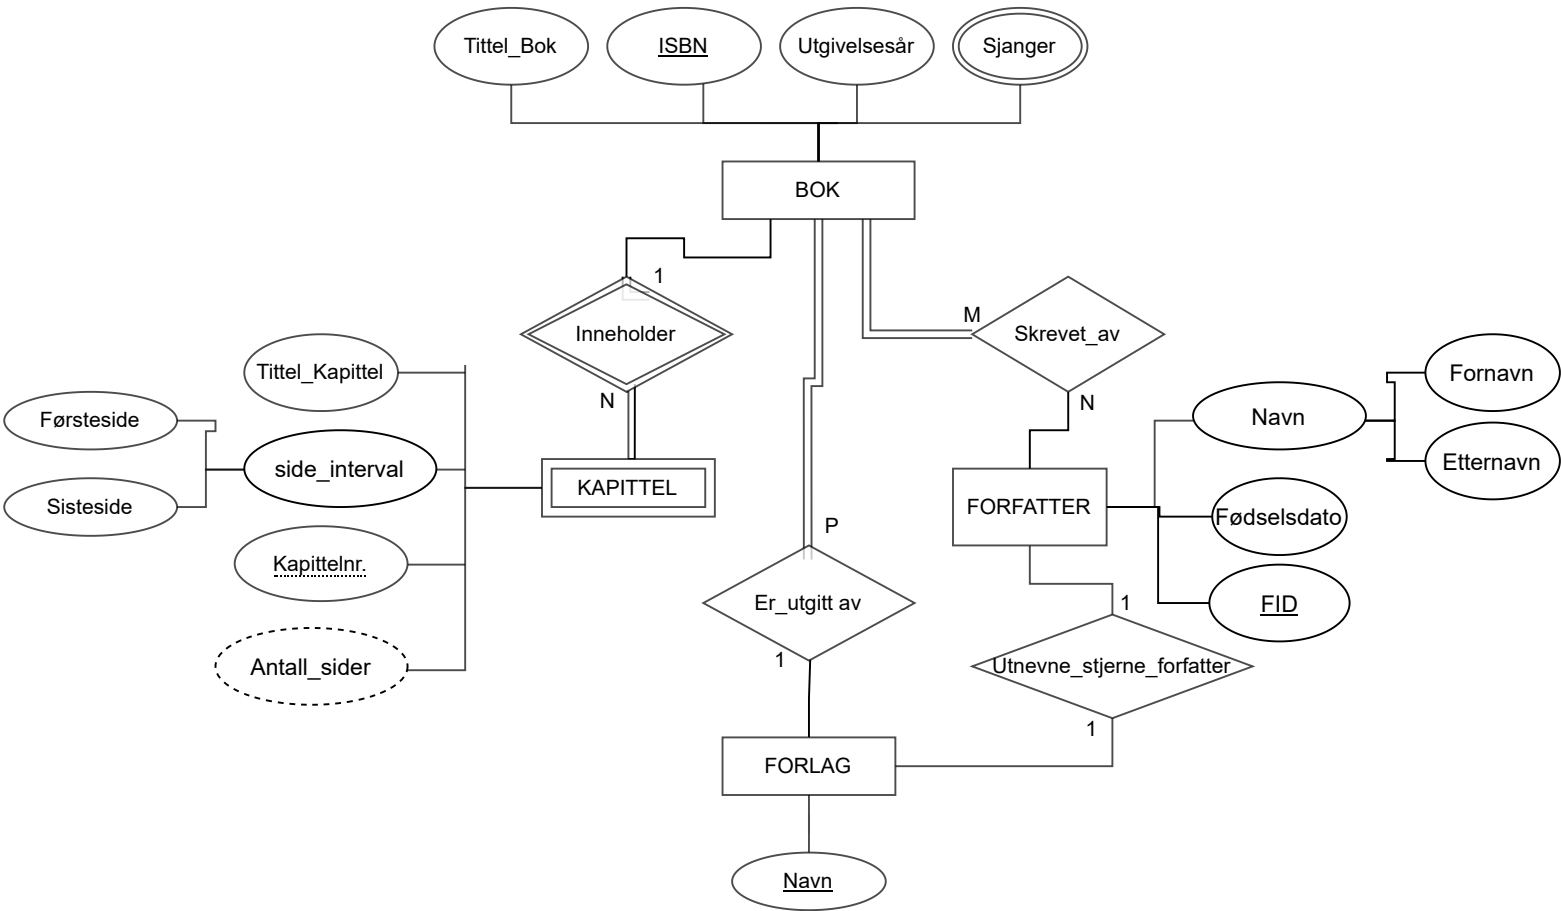 Tittel_Bok
ISBN
Utgivelsesår
Sjanger
BOK
1
Inneholder
N
M
Skrevet_av
N
Tittel_Kapittel
Førsteside
side_interval
Sisteside
KAPITTEL
Kapittelnr.
Antall_sider
P
Er_utgitt av
1
FORFATTER
Navn
Fornavn
Etternavn
Fødselsdato
FID
1
Utnevne_stjerne_forfatter
1
FORLAG
Navn